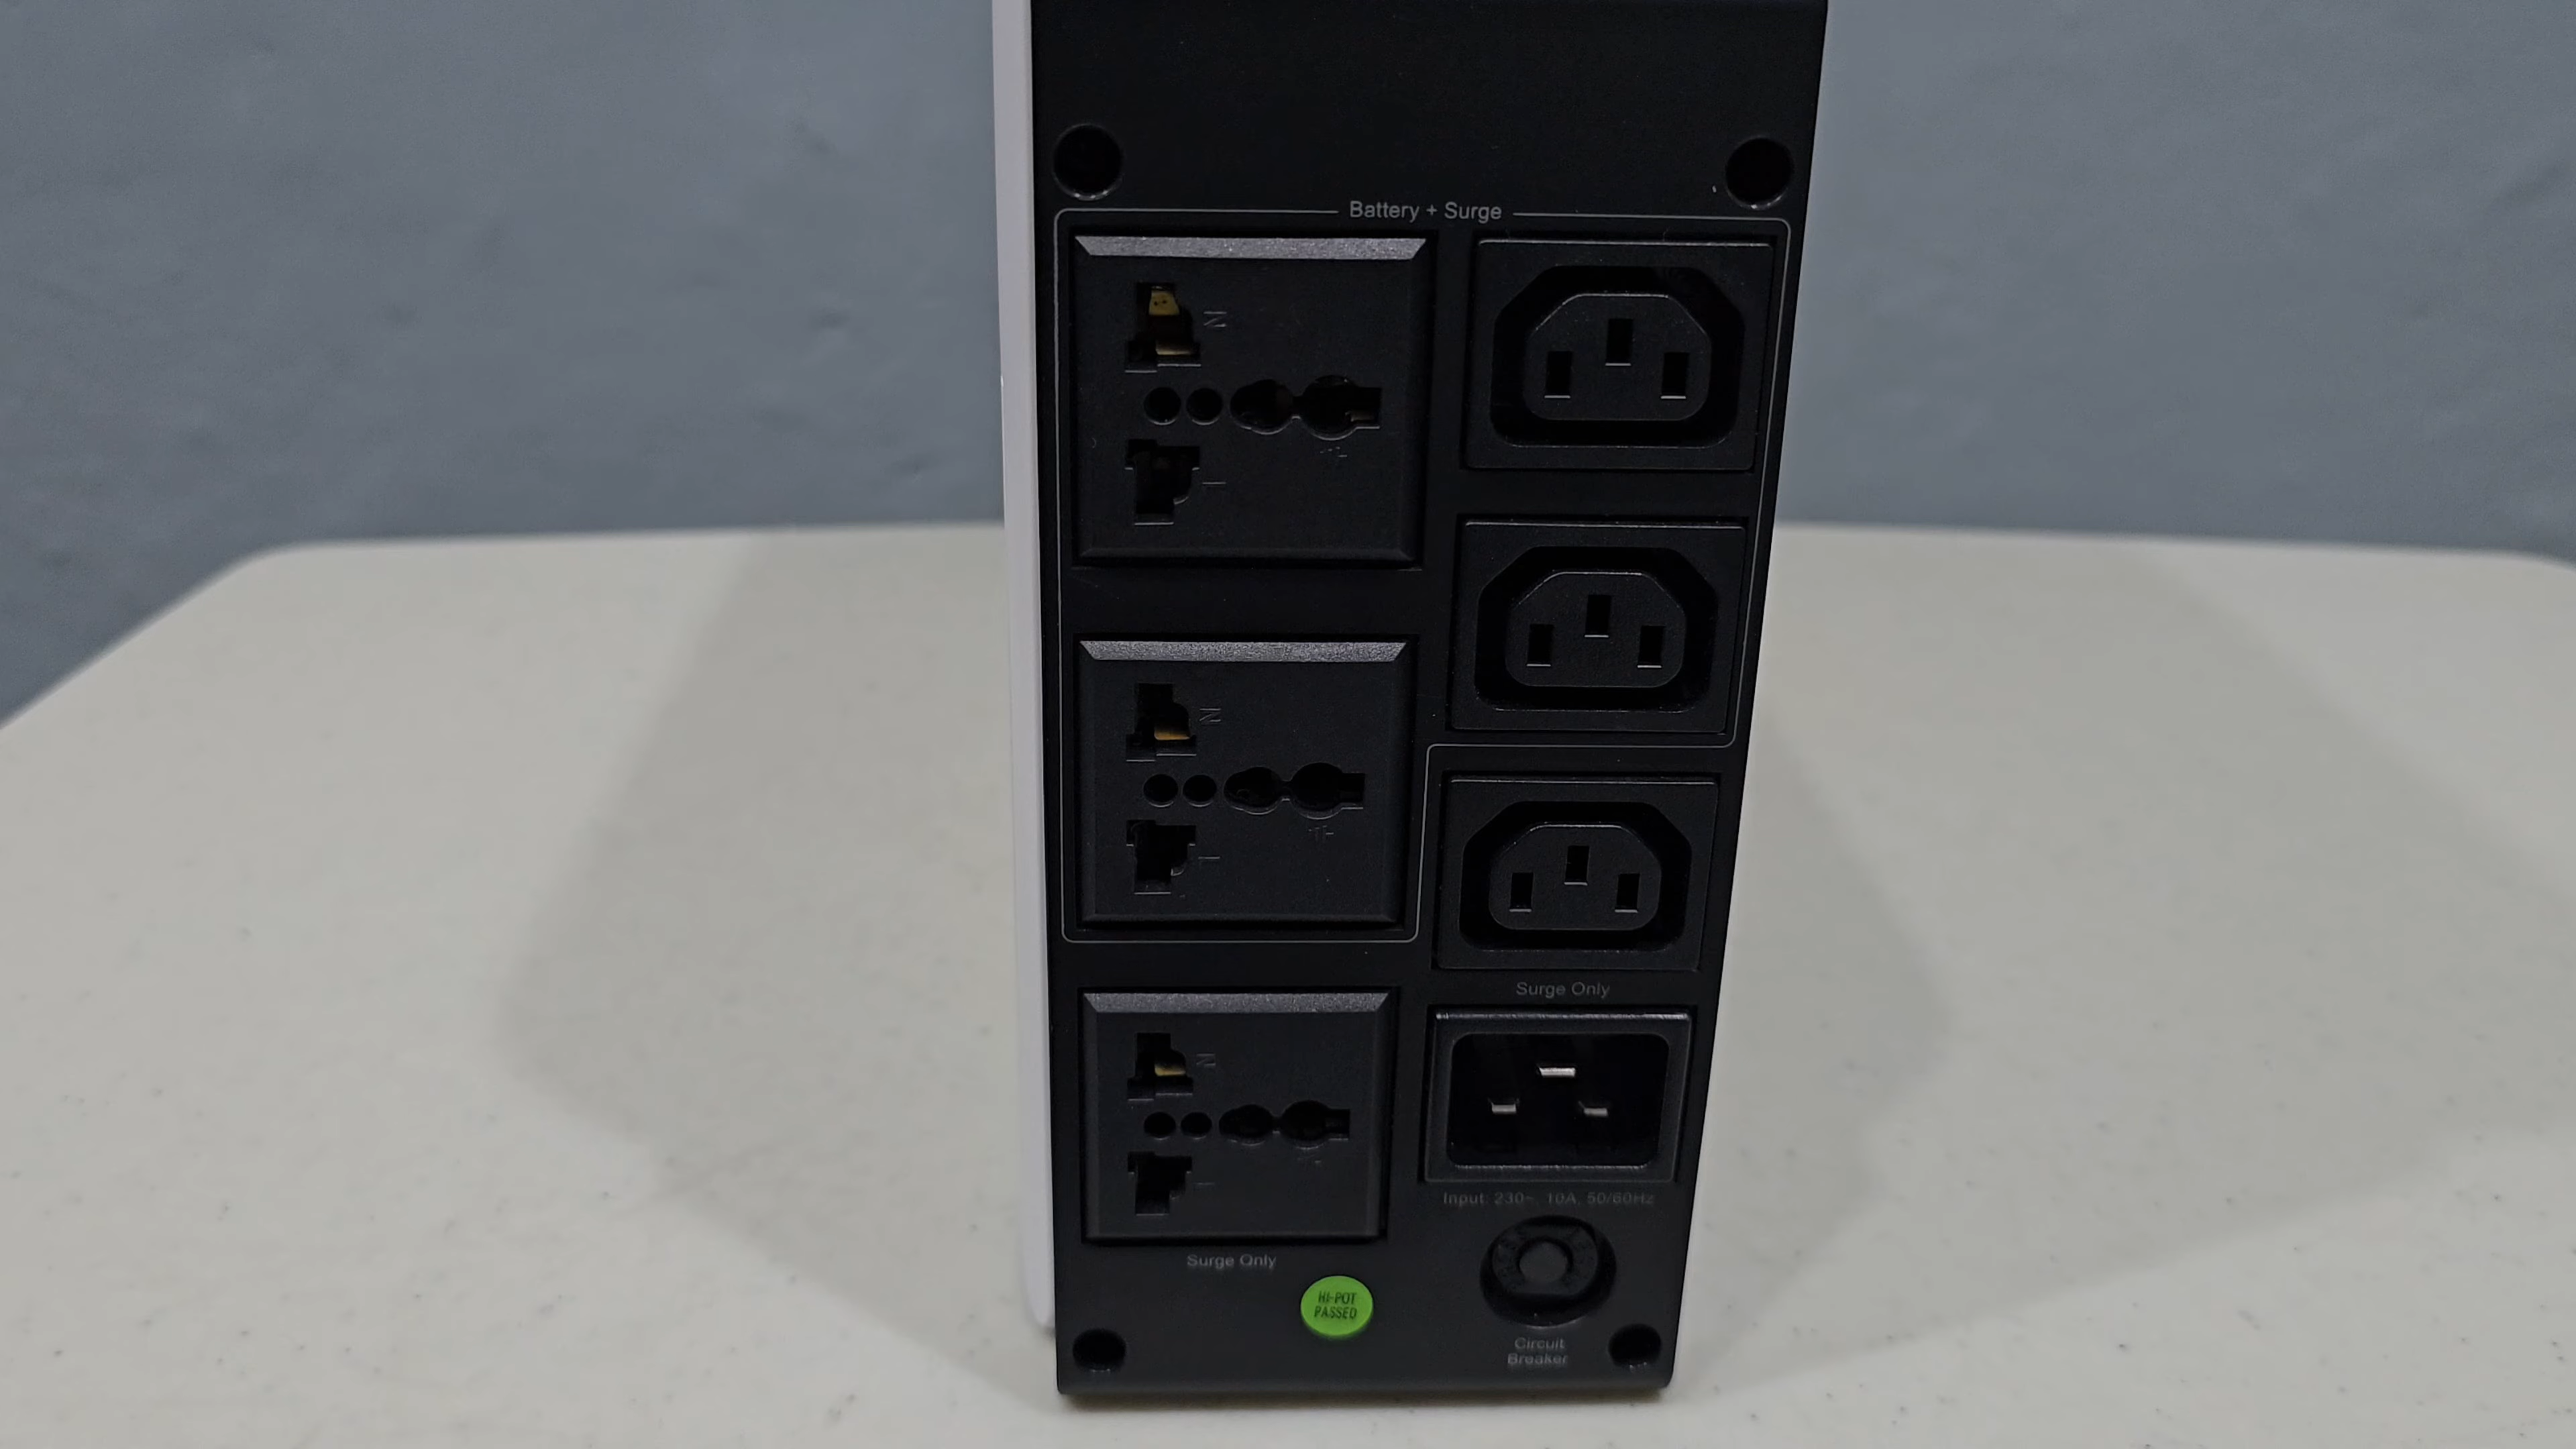 Battery + Surge
N
L
N
L
Surge Only
N
L
Input: 230~, 10A, 50/60Hz
Surge Only
HI-POT
PASSED
Circuit
Breaker